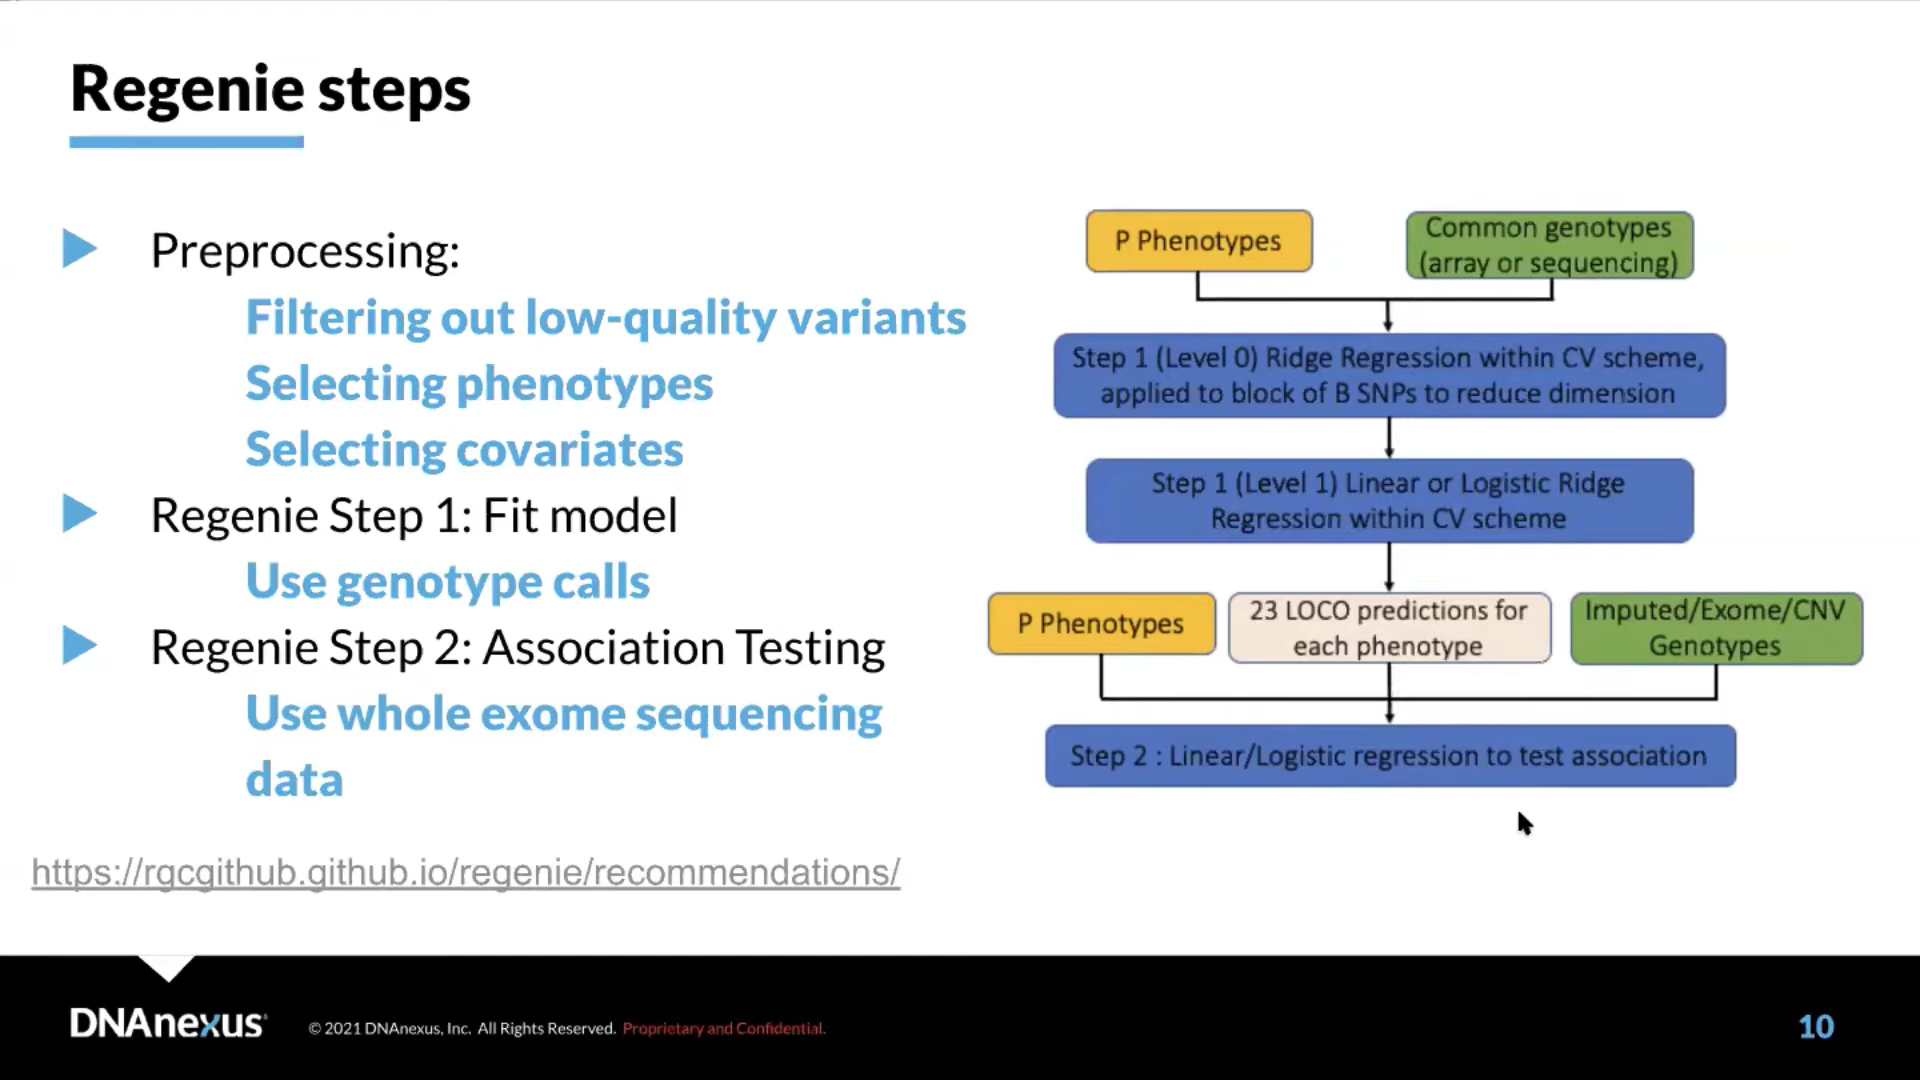 Regenie steps
Preprocessing:
Filtering out low-quality variants
Selecting phenotypes
Selecting covariates
Regenie Step 1: Fit model
Use genotype calls
Regenie Step 2: Association Testing
Use whole exome sequencing
data
https://rgcgithub.github.io/regenie/recommendations/
P Phenotypes
Common genotypes
(array or sequencing)
Step 1 (Level 0) Ridge Regression within CV scheme,
applied to block of B SNPs to reduce dimension
Step 1 (Level 1) Linear or Logistic Ridge
Regression within CV scheme
P Phenotypes
23 LOCO predictions for
each phenotype
Imputed/Exome/CNV
Genotypes
Step 2 : Linear/Logistic regression to test association
DNAnexus
© 2021 DNAnexus, Inc. All Rights Reserved. Proprietary and Confidential.
10